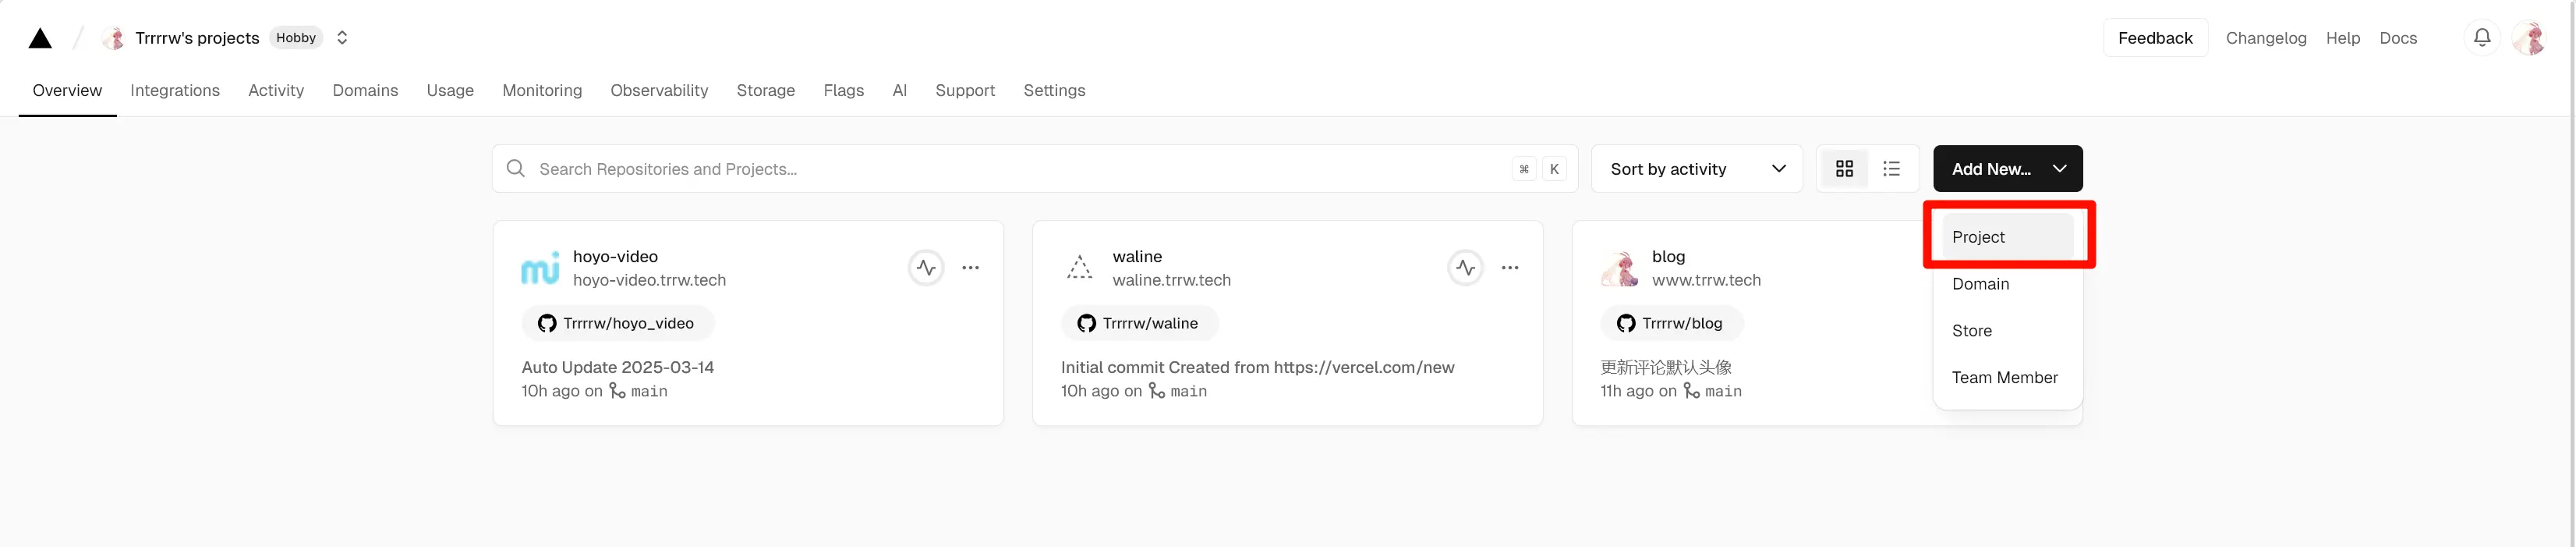 Trrrrw's projects Hobby
Feedback Changelog Help Docs
Overview Integrations Activity Domains Usage Monitoring Observability Storage Flags AI Support Settings
Search Repositories and Projects... ⌘ K
Sort by activity
Add New...
Project
Domain
Store
Team Member
hoyo-video
hoyo-video.trrw.tech
Trrrrw/hoyo_video
Auto Update 2025-03-14
10h ago on main
waline
waline.trrw.tech
Trrrrw/waline
Initial commit Created from https://vercel.com/new
10h ago on main
blog
www.trrw.tech
Trrrrw/blog
更新评论默认头像
11h ago on main